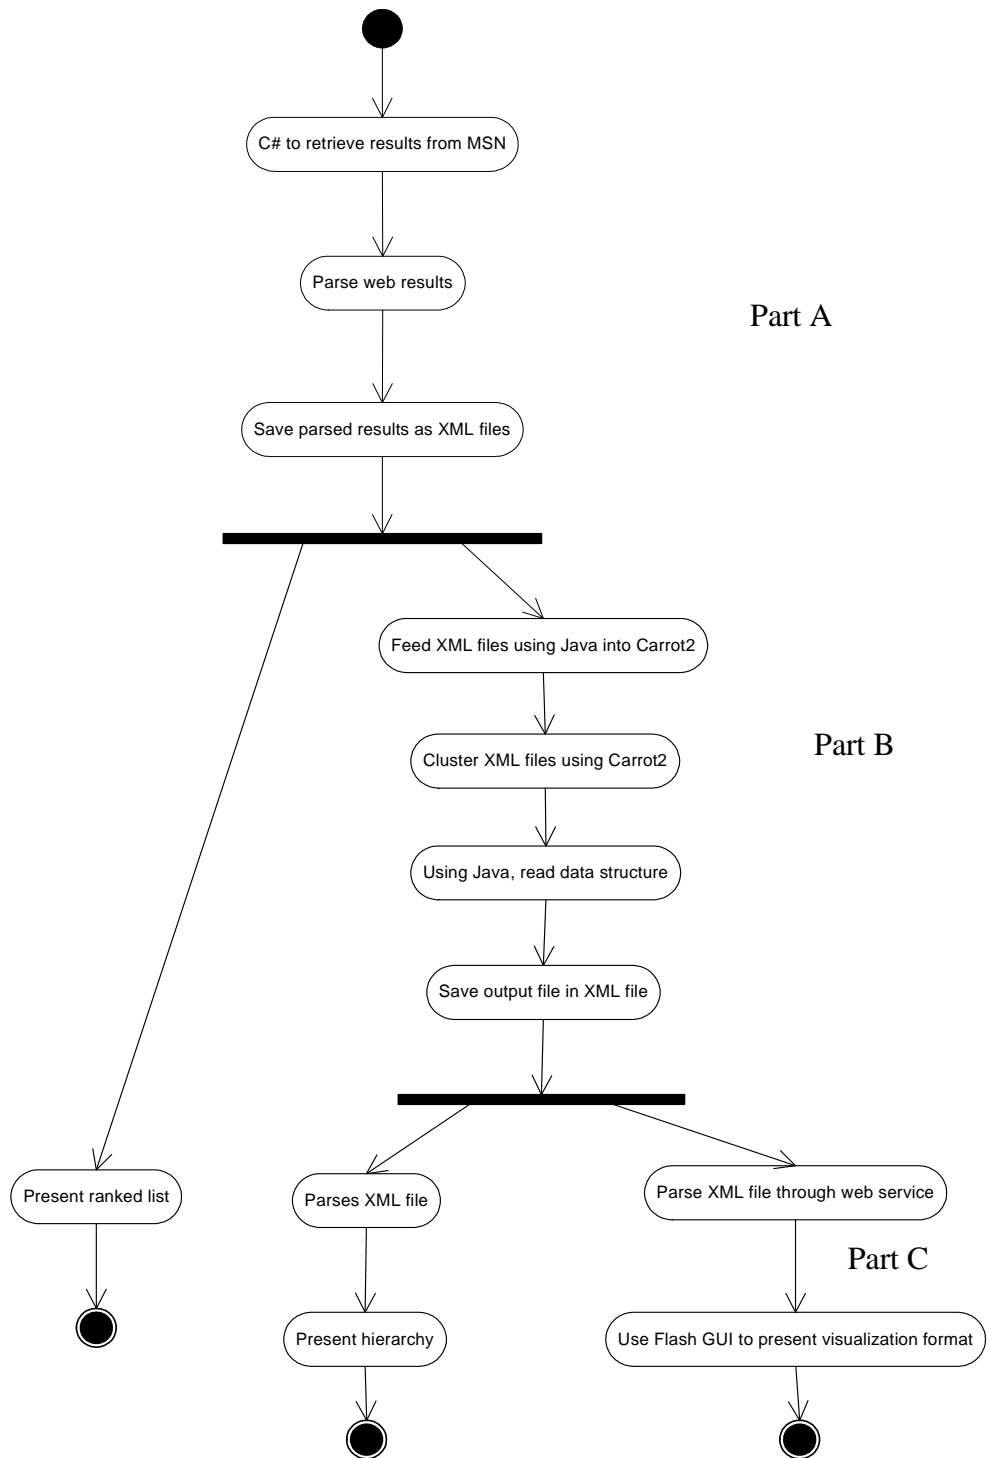 C# to retrieve results from MSN
Parse web results
Part A
Save parsed results as XML files
Feed XML files using Java into Carrot2
Part B
Cluster XML files using Carrot2
Using Java, read data structure
Save output file in XML file
Present ranked list
Parses XML file
Parse XML file through web service
Part C
Present hierarchy
Use Flash GUI to present visualization format